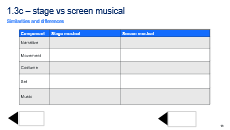 1.3c – stage vs screen musical
Similarities and differences
Component Stage musical Screen musical
Narrative
Movement
Costume
Set
Music